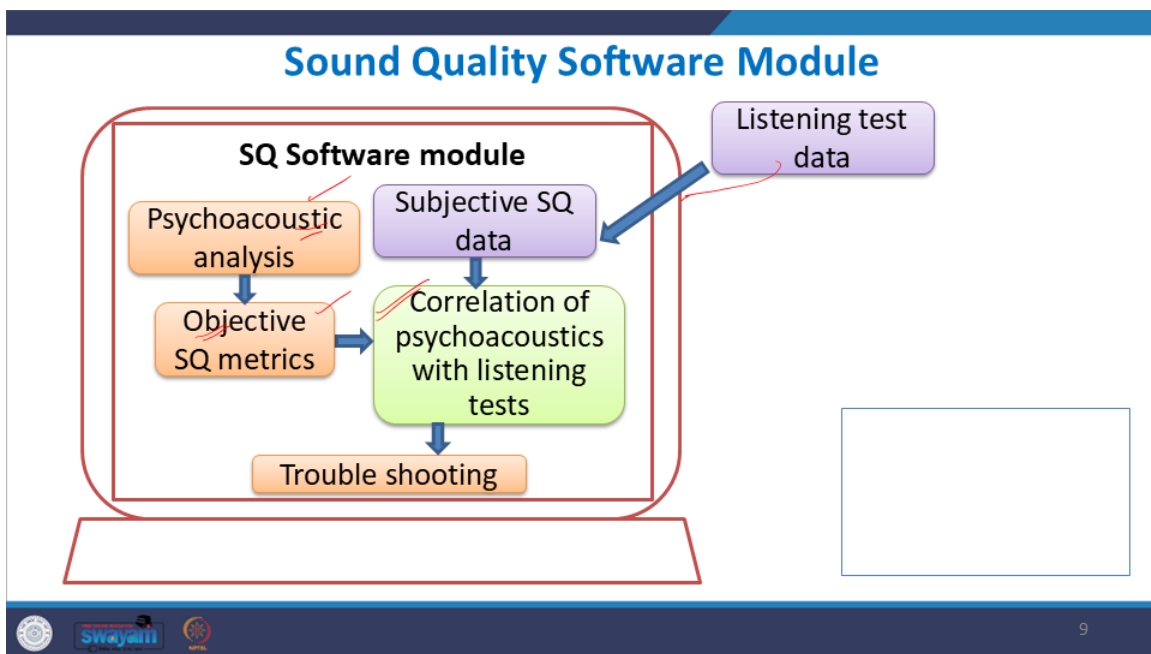 Sound Quality Software Module
Listening test
data
SQ Software module
Psychoacoustic
analysis
Subjective SQ
data
Objective
SQ metrics
Correlation of
psychoacoustics
with listening
tests
Trouble shooting
swayam
NPTEL
9